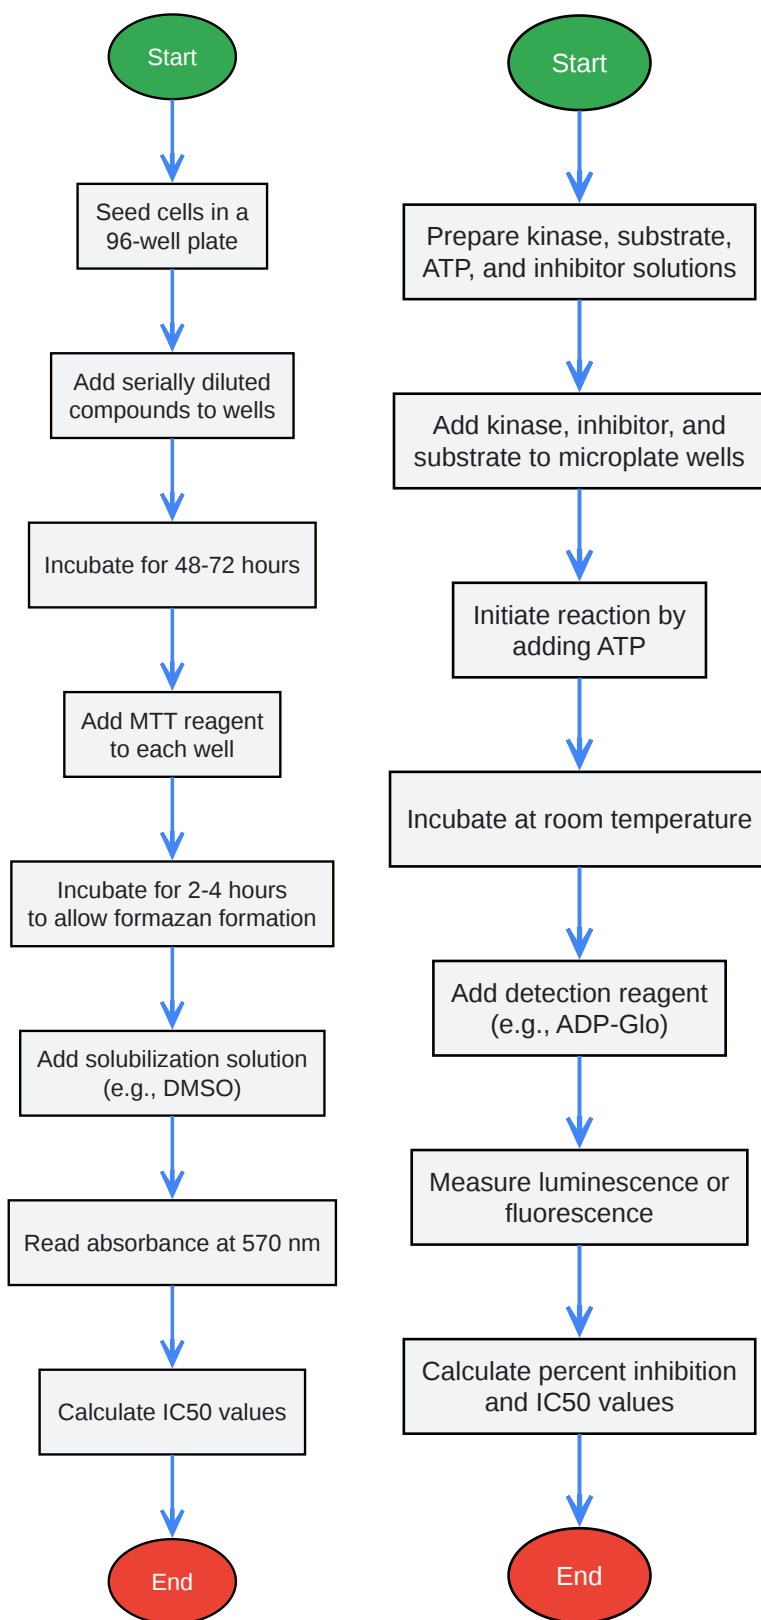 Start
Seed cells in a
96-well plate
Add serially diluted
compounds to wells
Incubate for 48-72 hours
Add MTT reagent
to each well
Incubate for 2-4 hours
to allow formazan formation
Add solubilization solution
(e.g., DMSO)
Read absorbance at 570 nm
Calculate IC50 values
End
Start
Prepare kinase, substrate,
ATP, and inhibitor solutions
Add kinase, inhibitor, and
substrate to microplate wells
Initiate reaction by
adding ATP
Incubate at room temperature
Add detection reagent
(e.g., ADP-Glo)
Measure luminescence or
fluorescence
Calculate percent inhibition
and IC50 values
End